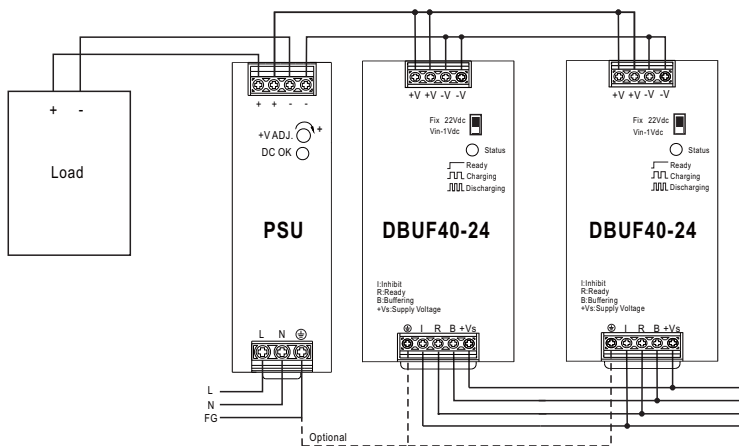 + -
Load
+ + - -
+V ADJ. +
DC OK
PSU
L N
L
N
FG
Optional
+V +V -V -V
Fix 22Vdc
Vin-1Vdc
Status
Ready
Charging
Discharging
DBUF40-24
I:Inhibit
R:Ready
B:Buffering
+Vs:Supply Voltage
I R B +Vs
+V +V -V -V
Fix 22Vdc
Vin-1Vdc
Status
Ready
Charging
Discharging
DBUF40-24
I:Inhibit
R:Ready
B:Buffering
+Vs:Supply Voltage
I R B +Vs